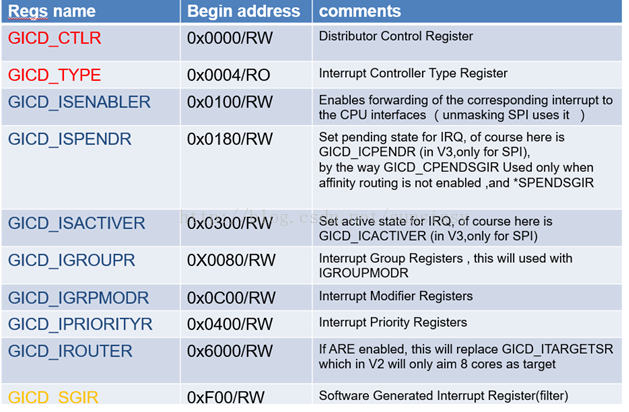 Regs name Begin address comments
GICD_CTLR 0x0000/RW Distributor Control Register
GICD_TYPE 0x0004/RO Interrupt Controller Type Register
GICD_ISENABLER 0x0100/RW Enables forwarding of the corresponding interrupt to
the CPU interfaces ( unmasking SPI uses it )
GICD_ISPENDR 0x0180/RW Set pending state for IRQ, of course here is
GICD_ICPENDR (in V3,only for SPI),
by the way GICD_CPENDSGIR Used only when
affinity routing is not enabled ,and *SPENDSGIR
GICD_ISACTIVER 0x0300/RW Set active state for IRQ, of course here is
GICD_ICACTIVER (in V3,only for SPI)
GICD_IGROUPR 0X0080/RW Interrupt Group Registers , this will used with
IGROUPMODR
GICD_IGRPMODR 0x0C00/RW Interrupt Modifier Registers
GICD_IPRIORITYR 0x0400/RW Interrupt Priority Registers
GICD_IROUTER 0x6000/RW If ARE enabled, this will replace GICD_ITARGETSR
which in V2 will only aim 8 cores as target
GICD_SGIR 0xF00/RW Software Generated Interrupt Register(filter)